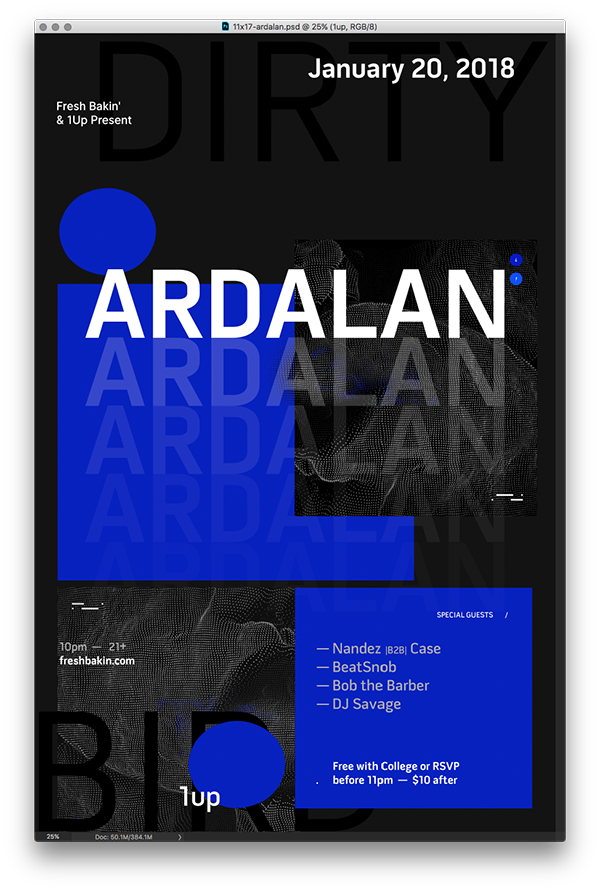 11x17-ardalan.psd @ 25% (1up, RGB/8)
DIRTY
January 20, 2018
Fresh Bakin'
& 1Up Present
ARDALAN
ARDALAN
ARDALAN
ARDALAN
ARDALAN
SPECIAL GUESTS /
10pm — 21+
freshbakin.com
— Nandez |B2B| Case
— BeatSnob
— Bob the Barber
— DJ Savage
BIRD
Free with College or RSVP
before 11pm — $10 after
1up
25% Doc: 50.1M/384.1M